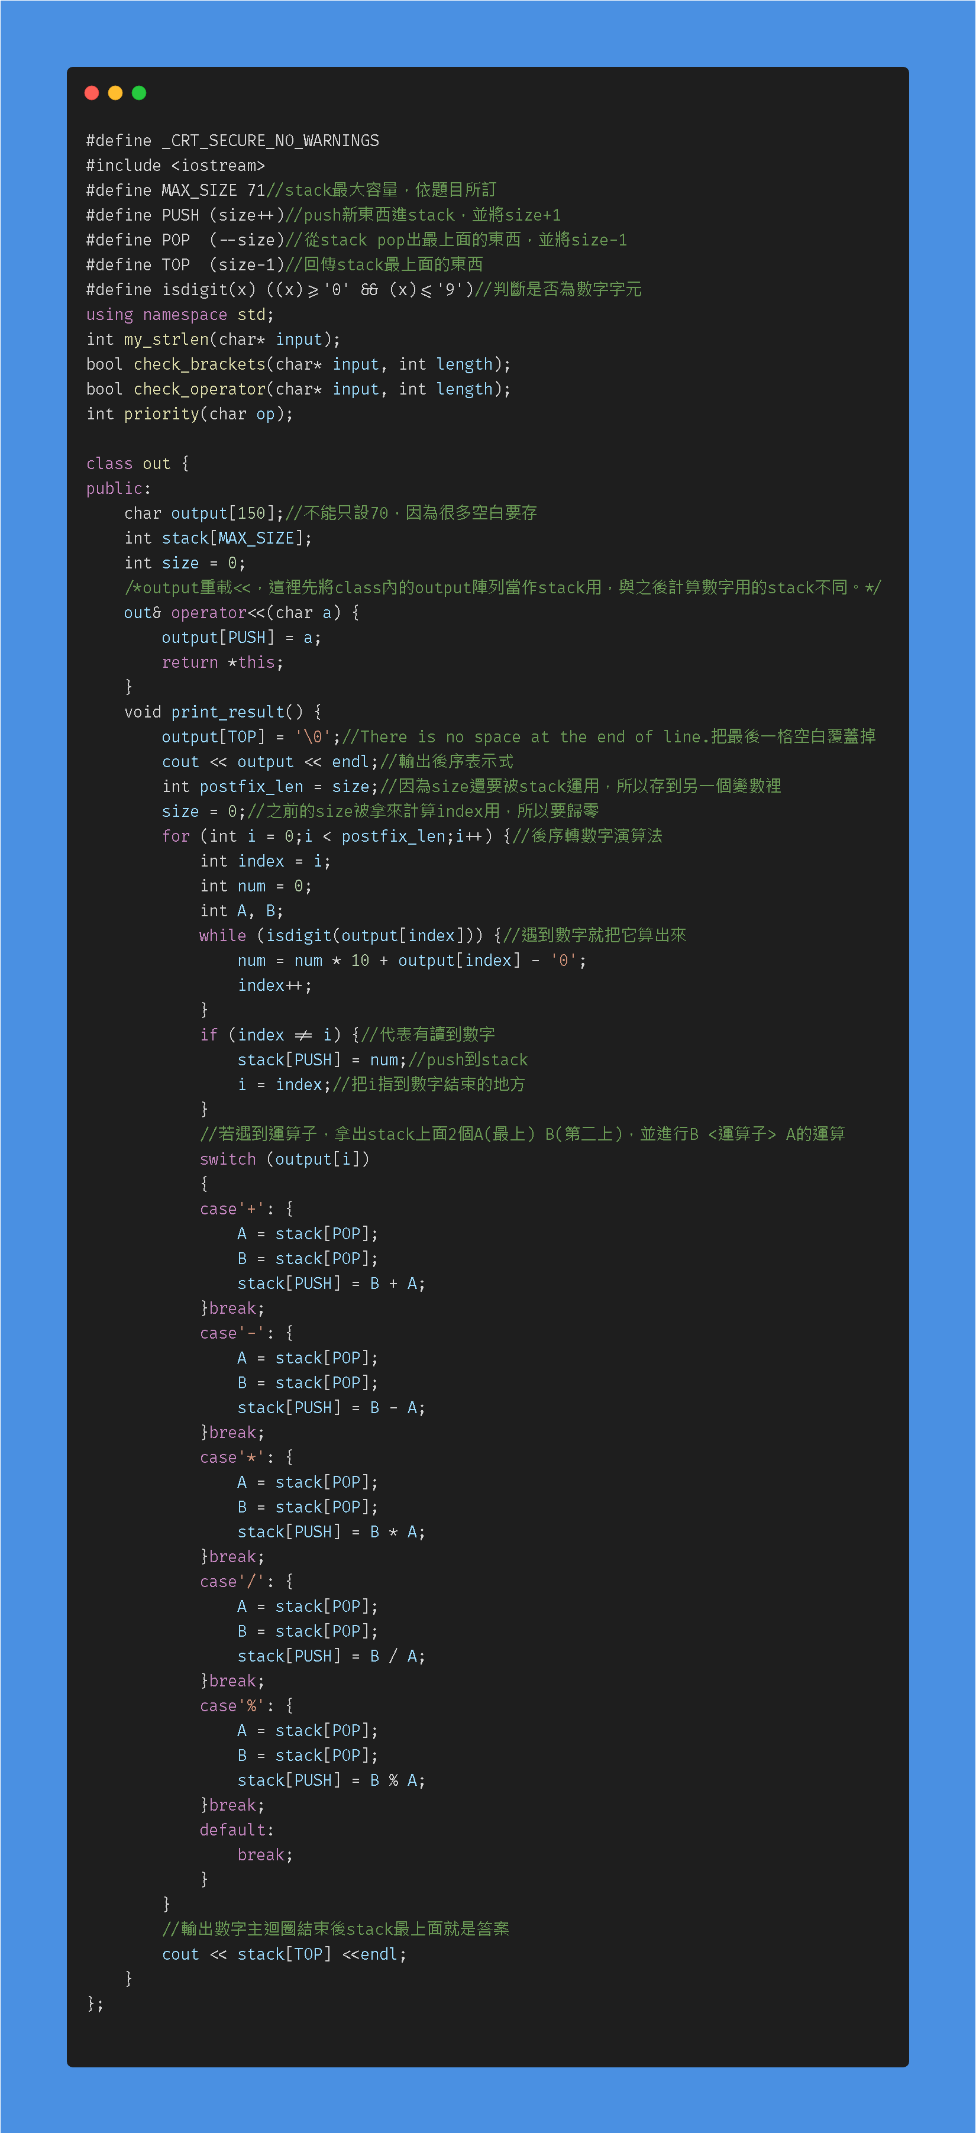 #define _CRT_SECURE_NO_WARNINGS
#include <iostream>
#define MAX_SIZE 71//stack最大容量，依題目所訂
#define PUSH (size++)//push新東西進stack，並將size+1
#define POP  (--size)//從stack pop出最上面的東西，並將size-1
#define TOP  (size-1)//回傳stack最上面的東西
#define isdigit(x) ((x)>='0' && (x)<='9')//判斷是否為數字字元
using namespace std;
int my_strlen(char* input);
bool check_brackets(char* input, int length);
bool check_operator(char* input, int length);
int priority(char op);

class out {
public:
    char output[150];//不能只設70，因為很多空白要存
    int stack[MAX_SIZE];
    int size = 0;
    /*output重載<<，這裡先將class內的output陣列當作stack用，與之後計算數字用的stack不同。*/
    out& operator<<(char a) {
        output[PUSH] = a;
        return *this;
    }
    void print_result() {
        output[TOP] = '\0';//There is no space at the end of line.把最後一格空白覆蓋掉
        cout << output << endl;//輸出後序表示式
        int postfix_len = size;//因為size還要被stack運用，所以存到另一個變數裡
        size = 0;//之前的size被拿來計算index用，所以要歸零
        for (int i = 0;i < postfix_len;i++) {//後序轉數字演算法
            int index = i;
            int num = 0;
            int A, B;
            while (isdigit(output[index])) {//遇到數字就把它算出來
                num = num * 10 + output[index] - '0';
                index++;
            }
            if (index != i) {//代表有讀到數字
                stack[PUSH] = num;//push到stack
                i = index;//把i指到數字結束的地方
            }
            //若遇到運算子，拿出stack上面2個A(最上) B(第二上)，並進行B <運算子> A的運算
            switch (output[i])
            {
            case'+': {
                A = stack[POP];
                B = stack[POP];
                stack[PUSH] = B + A;
            }break;
            case'-': {
                A = stack[POP];
                B = stack[POP];
                stack[PUSH] = B - A;
            }break;
            case'*': {
                A = stack[POP];
                B = stack[POP];
                stack[PUSH] = B * A;
            }break;
            case'/': {
                A = stack[POP];
                B = stack[POP];
                stack[PUSH] = B / A;
            }break;
            case'%': {
                A = stack[POP];
                B = stack[POP];
                stack[PUSH] = B % A;
            }break;
            default:
                break;
            }
        }
        //輸出數字主迴圈結束後stack最上面就是答案
        cout << stack[TOP] <<endl;
    }
};